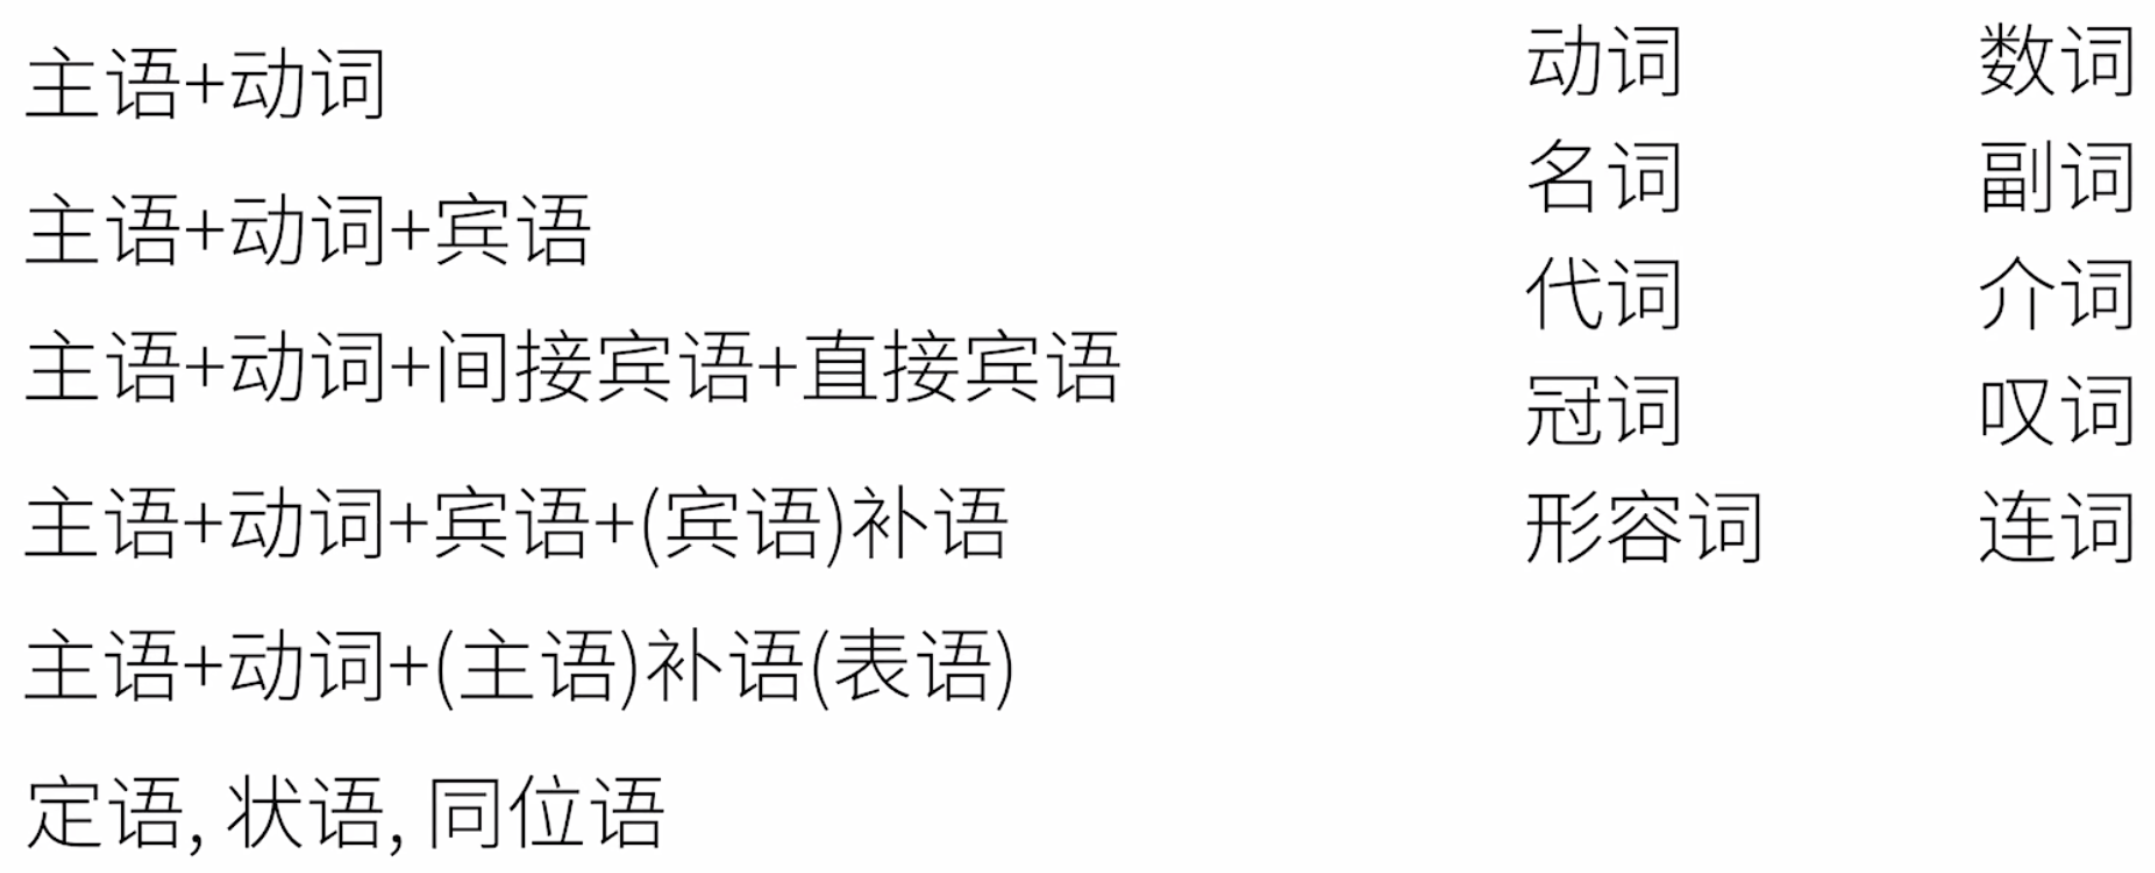 主语+动词
主语+动词+宾语
主语+动词+间接宾语+直接宾语
主语+动词+宾语+(宾语)补语
主语+动词+(主语)补语(表语)
定语, 状语, 同位语
动词
名词
代词
冠词
形容词
数词
副词
介词
叹词
连词